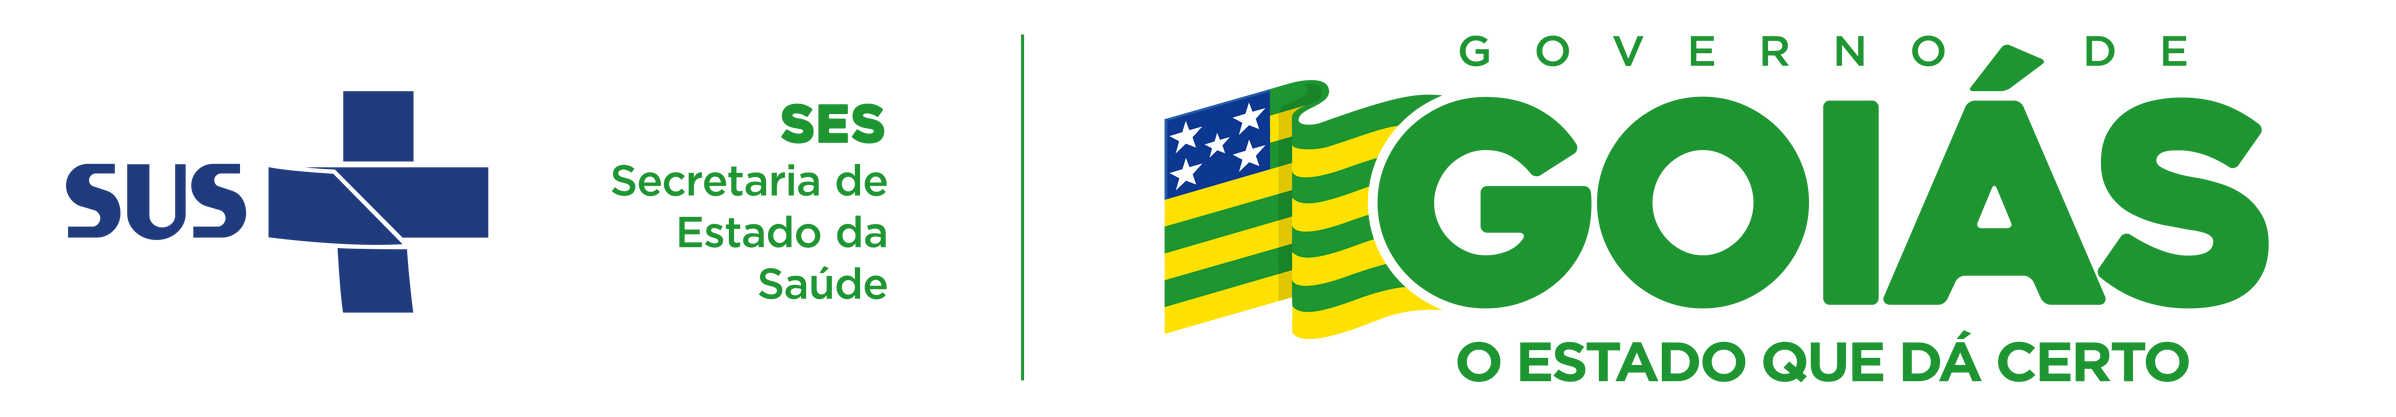 SUS
SES
Secretaria de
Estado da
Saúde
GOVERNO DE
GOIÁS
O ESTADO QUE DÁ CERTO